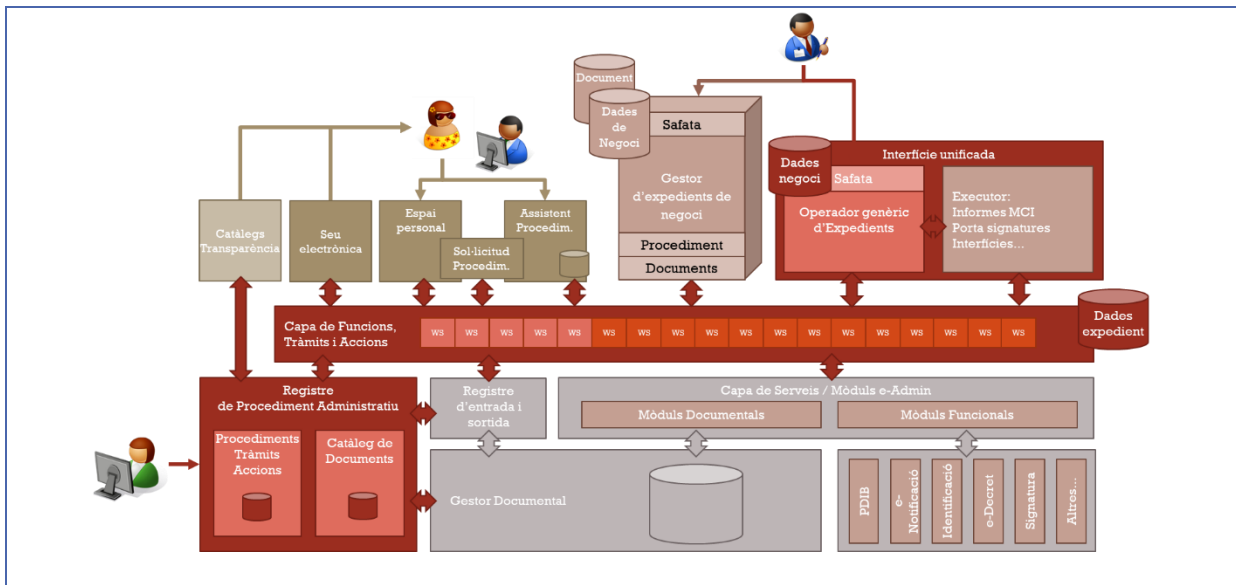 Document
Dades
de
Negoci
Safata
Gestor
d'expedients de
negoci
Procediment
Documents
Interfície unificada
Dades
negoci
Safata
Operador genèric
d'Expedients
Executor:
Informes MCI
Porta signatures
Interfícies...
Catàlegs
Transparència
Seu
electrònica
Espai
personal
Assistent
Procedim.
Sol·licitud
Procedim.
Capa de Funcions,
Tràmits i Accions
ws ws ws ws ws ws ws ws ws ws ws ws ws ws ws ws ws ws
Dades
expedient
Registre
de Procediment Administratiu
Procediments
Tràmits
Accions
Catàleg de
Documents
Registre
d'entrada i
sortida
Capa de Serveis / Mòduls e-Admin
Mòduls Documentals
Mòduls Funcionals
Gestor Documental
PDIB
e-
Notificació
Identificació
e-Decret
Signatura
Altres...